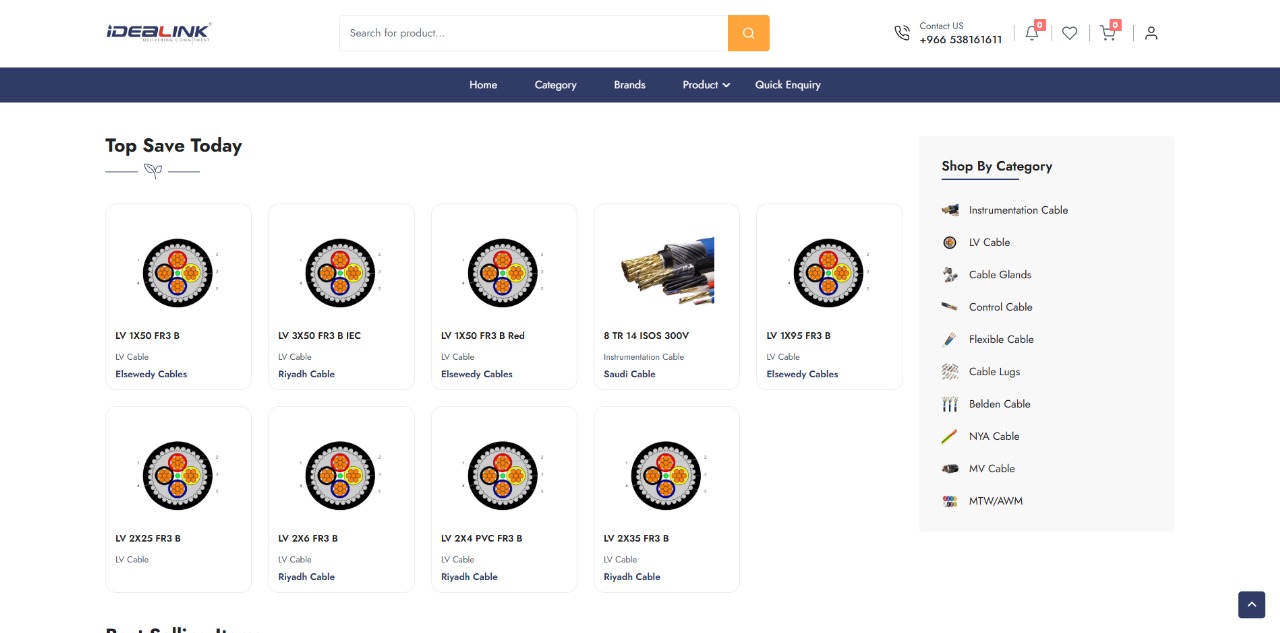 IDEALINK
DELIVERING COMMITMENT
Search for product...
Contact US
+966 538161611
0
0
Home
Category
Brands
Product
Quick Enquiry
Top Save Today
LV 1X50 FR3 B
LV Cable
Elsewedy Cables
LV 3X50 FR3 B IEC
LV Cable
Riyadh Cable
LV 1X50 FR3 B Red
LV Cable
Elsewedy Cables
8 TR 14 ISOS 300V
Instrumentation Cable
Saudi Cable
LV 1X95 FR3 B
LV Cable
Elsewedy Cables
LV 2X25 FR3 B
LV Cable
LV 2X6 FR3 B
LV Cable
Riyadh Cable
LV 2X4 PVC FR3 B
LV Cable
Riyadh Cable
LV 2X35 FR3 B
LV Cable
Riyadh Cable
Shop By Category
Instrumentation Cable
LV Cable
Cable Glands
Control Cable
Flexible Cable
Cable Lugs
Belden Cable
NYA Cable
MV Cable
MTW/AWM